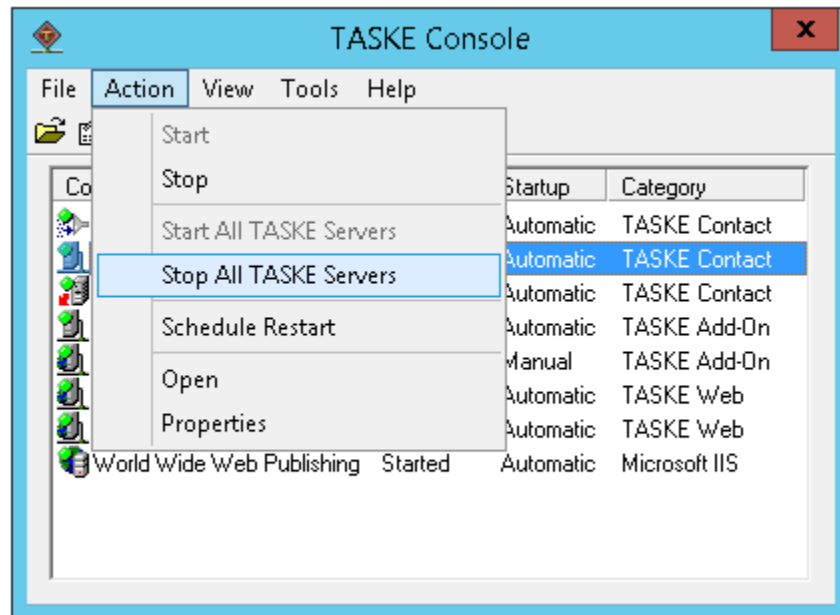 TASKE Console
x
File Action View Tools Help
Start
Stop
Start All TASKE Servers
Stop All TASKE Servers
Schedule Restart
Open
Properties
Startup Category
Automatic TASKE Contact
Automatic TASKE Contact
Automatic TASKE Contact
Automatic TASKE Add-On
Manual TASKE Add-On
Automatic TASKE Web
Automatic TASKE Web
World Wide Web Publishing Started Automatic Microsoft IIS